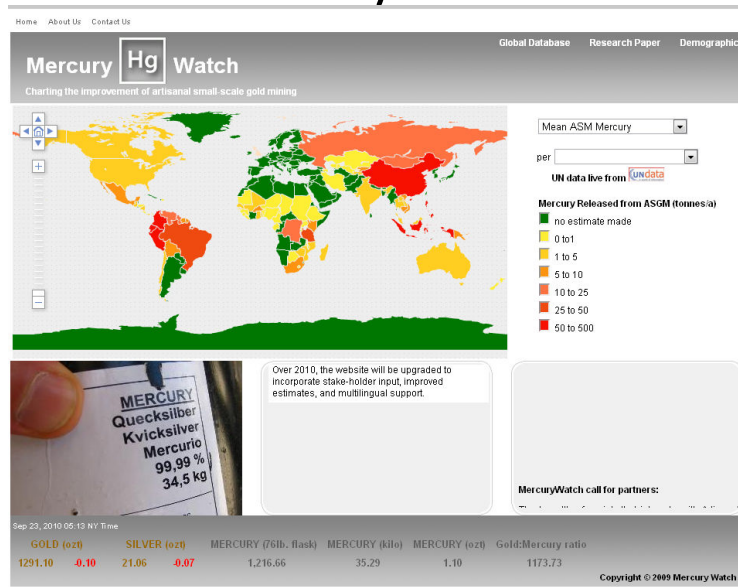 Home About Us Contact Us
Global Database Research Paper Demographic
Mercury Hg Watch
Charting the improvement of artisanal small-scale gold mining
Mean ASM Mercury
per
UN data live from undata
Mercury Released from ASGM (tonnes/a)
no estimate made
0 to1
1 to 5
5 to 10
10 to 25
25 to 50
50 to 500
MERCURY
Quecksilber
Kvicksilver
Mercurio
99,99 %
34,5 kg
Over 2010, the website will be upgraded to
incorporate stake-holder input, improved
estimates, and multilingual support.
MercuryWatch call for partners:
Sep 23, 2010 05:13 NY Time
GOLD (ozt) SILVER (ozt) MERCURY (76lb. flask) MERCURY (kilo) MERCURY (ozt) Gold:Mercury ratio
1291.10 -0.10 21.06 -0.07 1,216.66 35.29 1.10 1173.73
Copyright © 2009 Mercury Watch